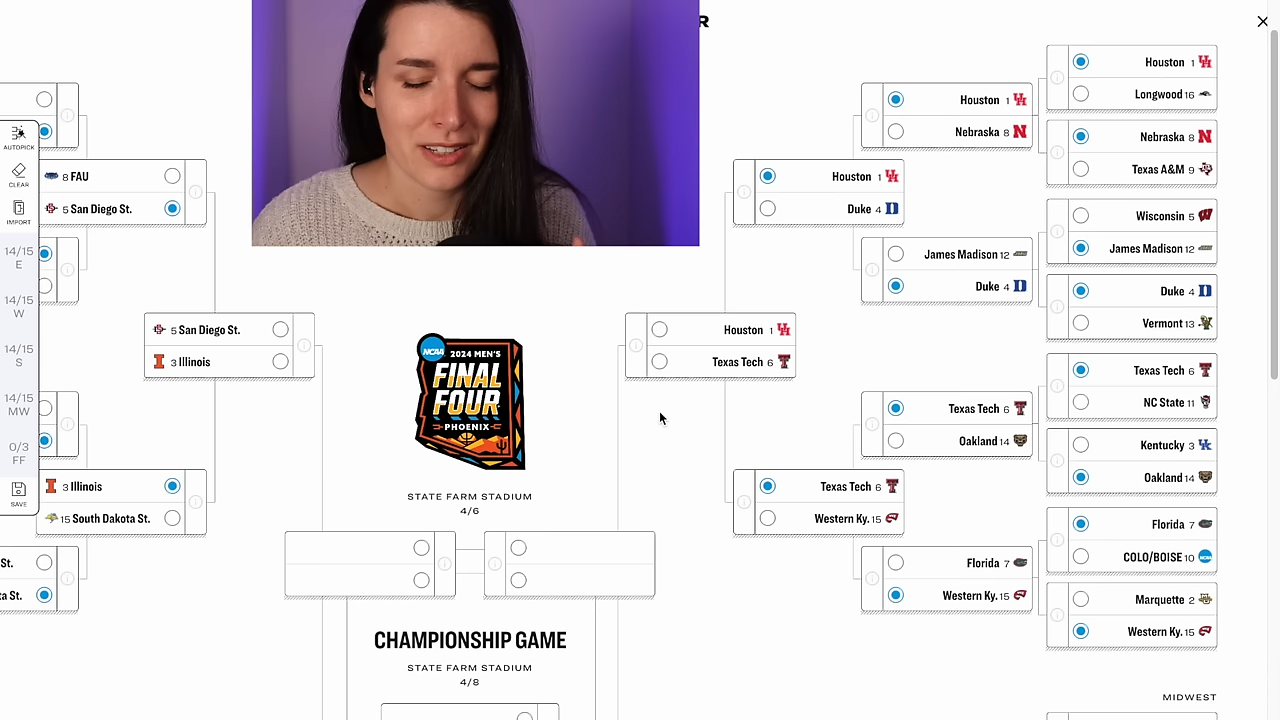 R
AUTOPICK
CLEAR
IMPORT
14/15
E
14/15
W
14/15
S
14/15
MW
0/3
FF
SAVE
8 FAU
5 San Diego St.
5 San Diego St.
3 Illinois
3 Illinois
15 South Dakota St.
St.
ta St.
NCAA
2024 MEN'S
FINAL
FOUR
PHOENIX
STATE FARM STADIUM
4/6
CHAMPIONSHIP GAME
STATE FARM STADIUM
4/8
Houston 1
Texas Tech 6
Houston 1
Duke 4
Texas Tech 6
Western Ky. 15
Houston 1
Nebraska 8
James Madison 12
Duke 4
Texas Tech 6
Oakland 14
Florida 7
Western Ky. 15
Houston 1
Longwood 16
Nebraska 8
Texas A&M 9
Wisconsin 5
James Madison 12
Duke 4
Vermont 13
Texas Tech 6
NC State 11
Kentucky 3
Oakland 14
Florida 7
COLO/BOISE 10
Marquette 2
Western Ky. 15
MIDWEST